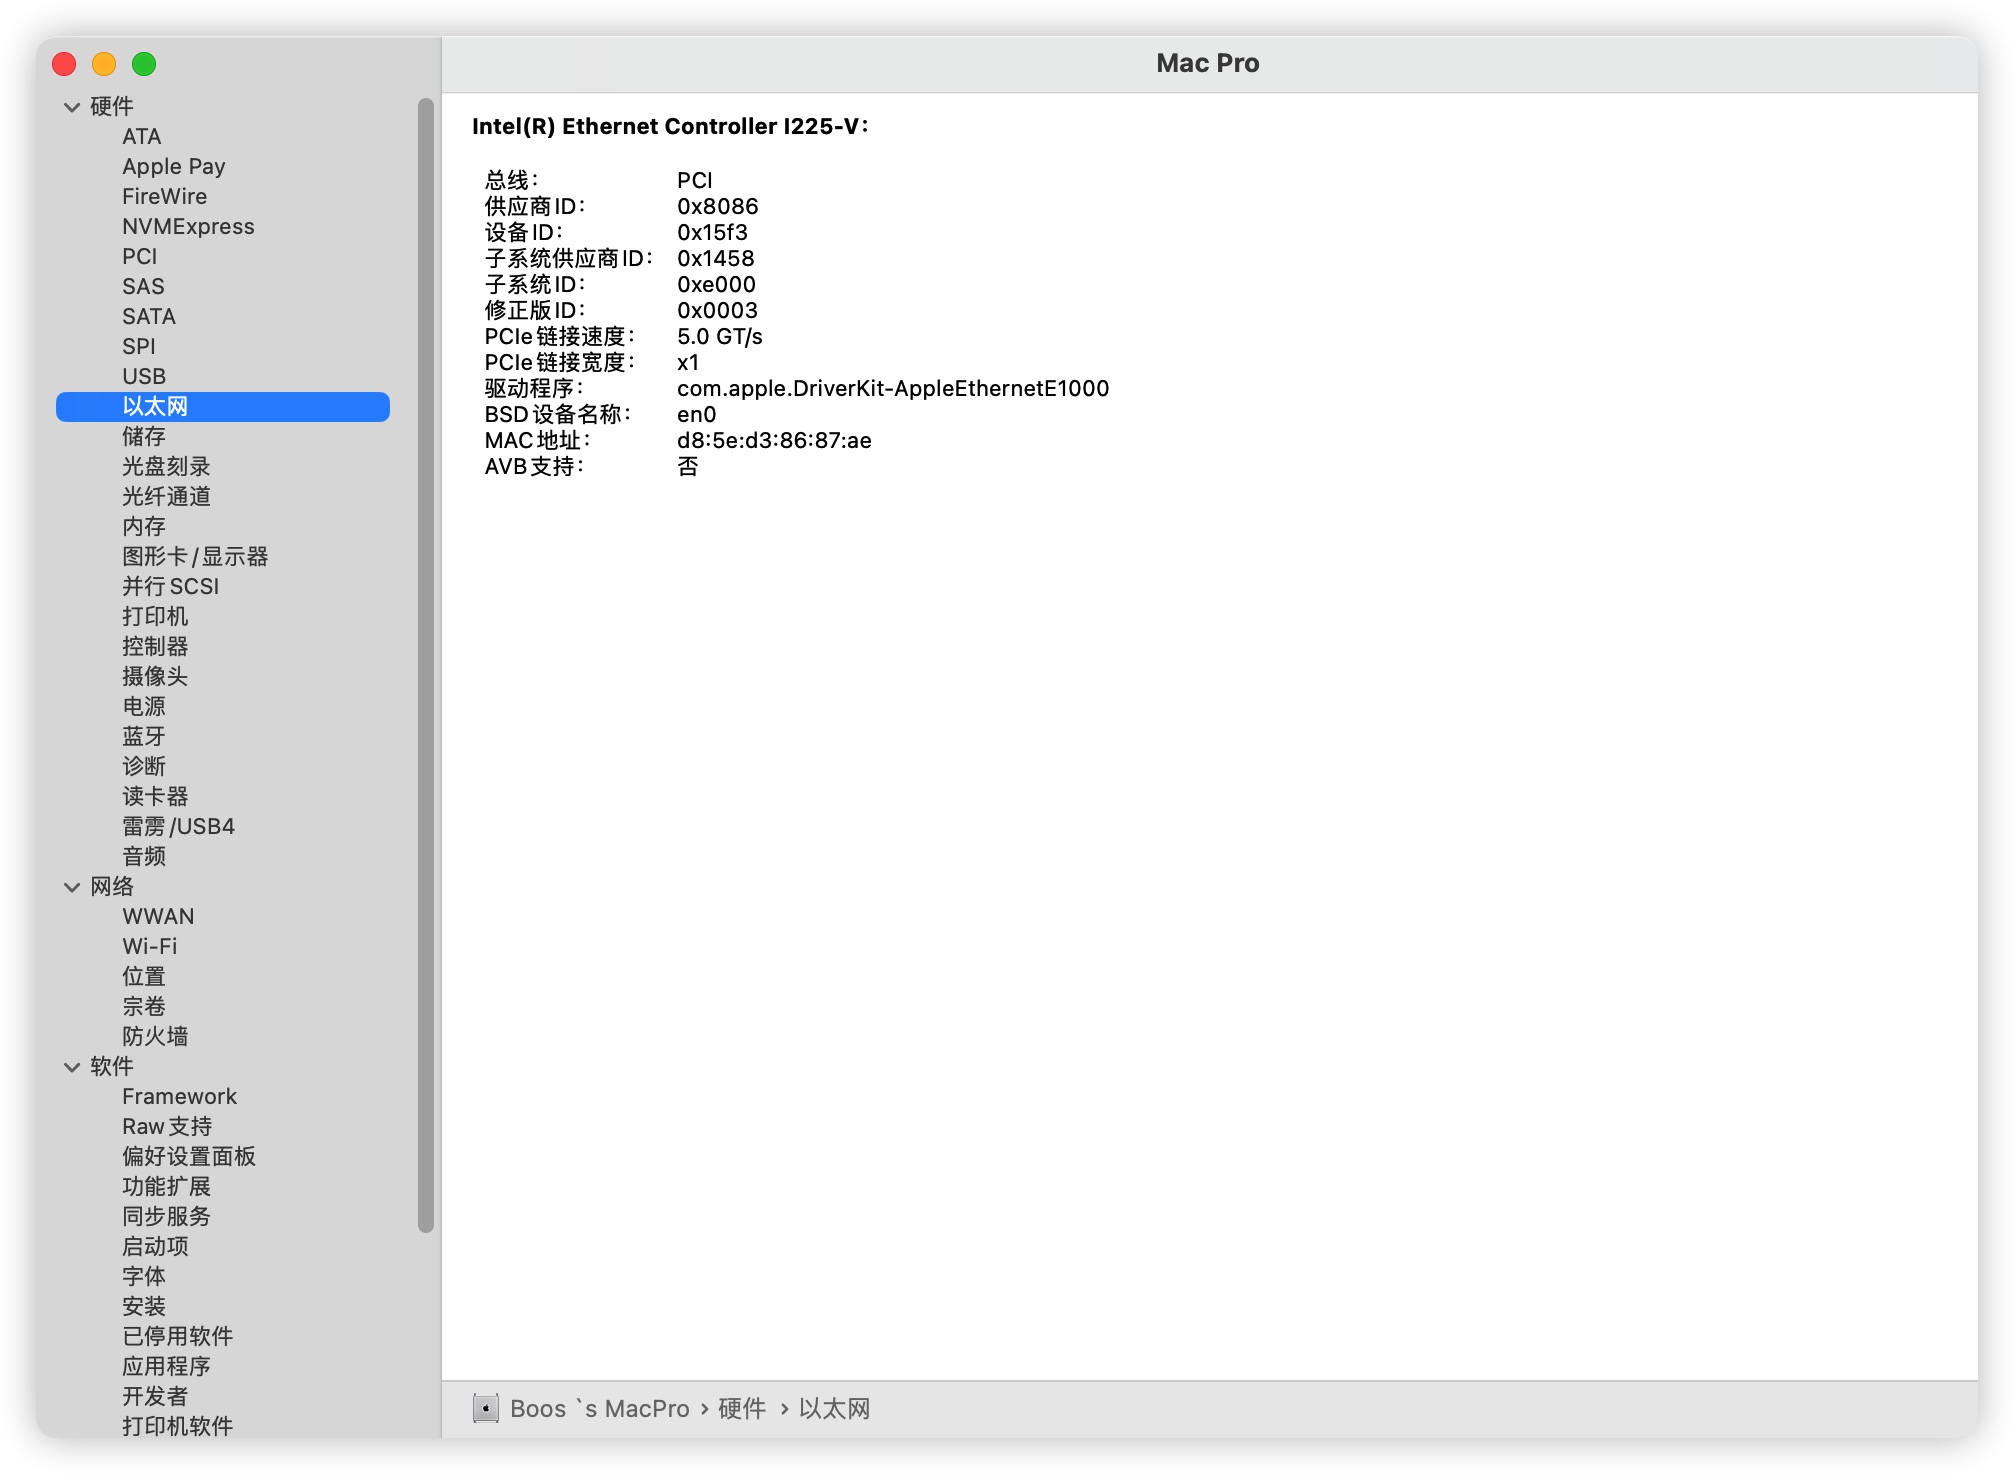 Mac Pro
硬件
ATA
Apple Pay
FireWire
NVMExpress
PCI
SAS
SATA
SPI
USB
以太网
储存
光盘刻录
光纤通道
内存
图形卡/显示器
并行SCSI
打印机
控制器
摄像头
电源
蓝牙
诊断
读卡器
雷雳/USB4
音频
网络
WWAN
Wi-Fi
位置
宗卷
防火墙
软件
Framework
Raw支持
偏好设置面板
功能扩展
同步服务
启动项
字体
安装
已停用软件
应用程序
开发者
打印机软件
Intel(R) Ethernet Controller I225-V：
总线： PCI
供应商ID： 0x8086
设备ID： 0x15f3
子系统供应商ID： 0x1458
子系统ID： 0xe000
修正版ID： 0x0003
PCIe链接速度： 5.0 GT/s
PCIe链接宽度： x1
驱动程序： com.apple.DriverKit-AppleEthernetE1000
BSD设备名称： en0
MAC地址： d8:5e:d3:86:87:ae
AVB支持： 否
Boos `s MacPro › 硬件 › 以太网